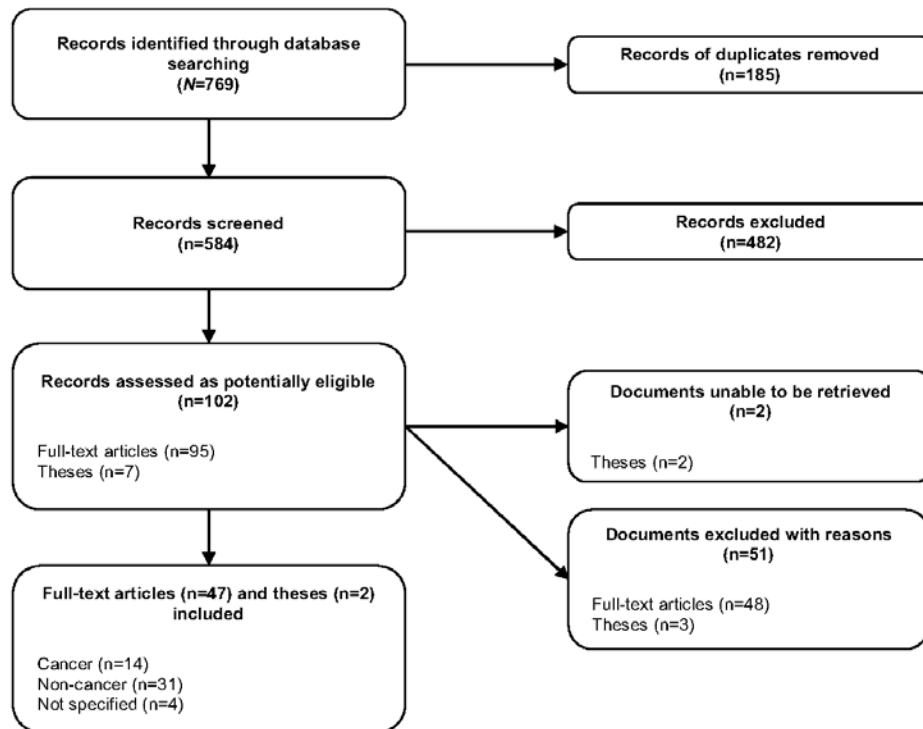 Records identified through database
searching
(N=769)
Records of duplicates removed
(n=185)
Records screened
(n=584)
Records excluded
(n=482)
Records assessed as potentially eligible
(n=102)
Full-text articles (n=95)
Theses (n=7)
Documents unable to be retrieved
(n=2)
Theses (n=2)
Documents excluded with reasons
(n=51)
Full-text articles (n=48)
Theses (n=3)
Full-text articles (n=47) and theses (n=2)
included
Cancer (n=14)
Non-cancer (n=31)
Not specified (n=4)